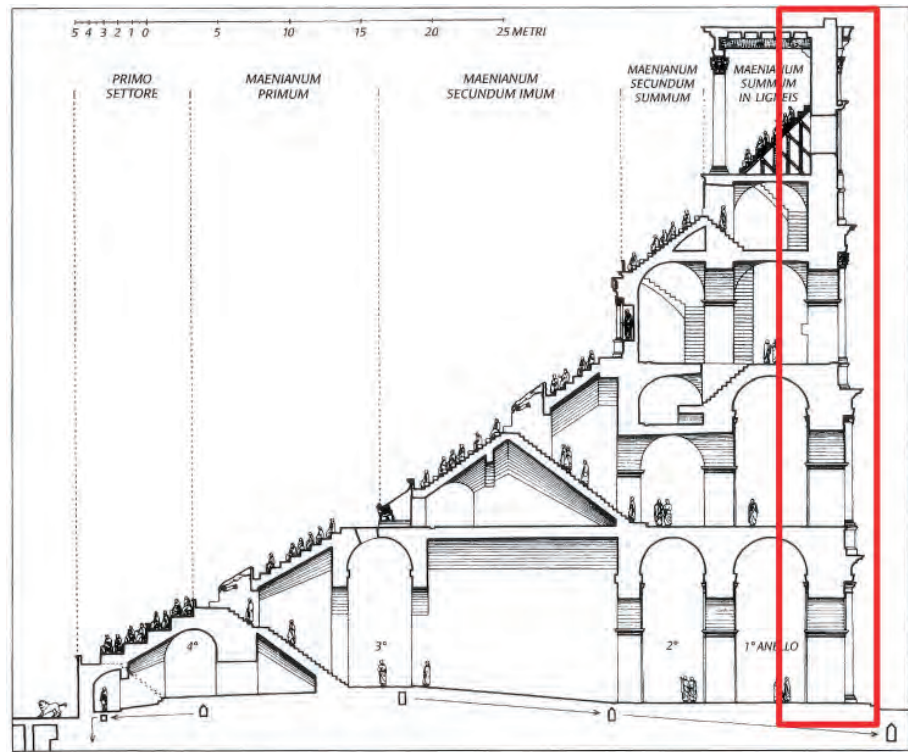 5 4 3 2 1 0 5 10 15 20 25 METRI
PRIMO
SETTORE
MAENIANUM
PRIMUM
MAENIANUM
SECUNDUM IMUM
MAENIANUM
SECUNDUM
SUMMUM
MAENIANUM
SUMMUM
IN LIGNEIS
4°
3°
2°
1° ANELLO